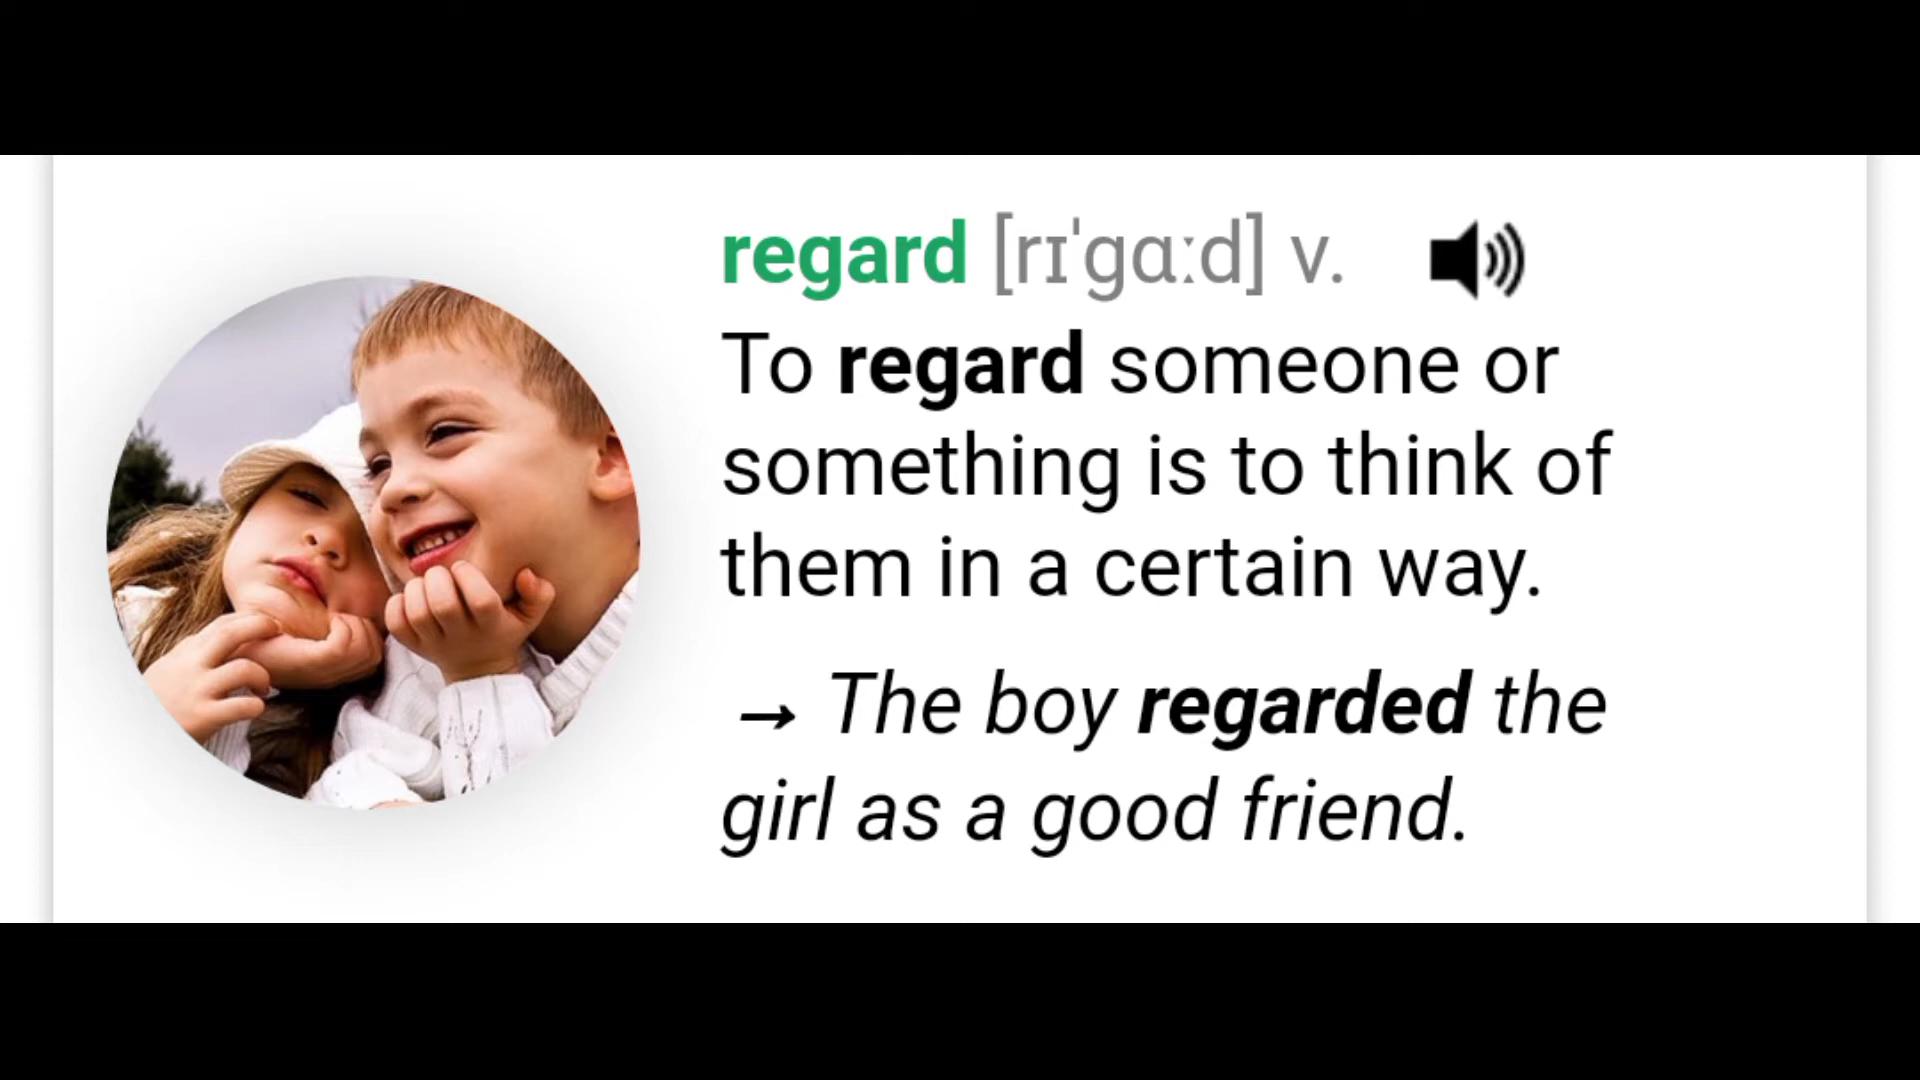 regard [rɪˈgɑːd] v.
To regard someone or
something is to think of
them in a certain way.
→ The boy regarded the
girl as a good friend.